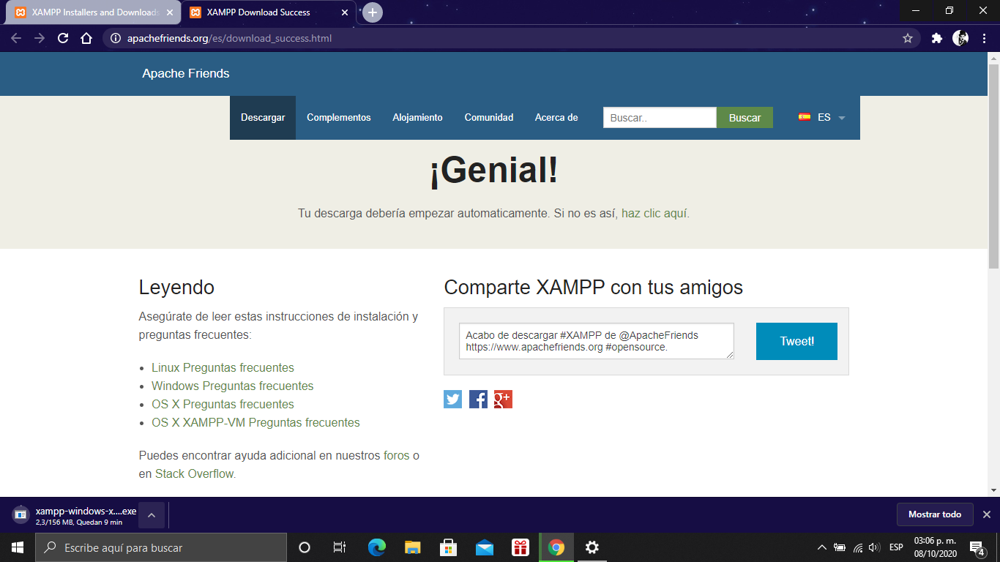 XAMPP Installers and Downloads
XAMPP Download Success
apachefriends.org/es/download_success.html
Apache Friends
Descargar Complementos Alojamiento Comunidad Acerca de Buscar.. Buscar ES
¡Genial!
Tu descarga debería empezar automaticamente. Si no es así, haz clic aquí.
Leyendo
Asegúrate de leer estas instrucciones de instalación y
preguntas frecuentes:
Linux Preguntas frecuentes
Windows Preguntas frecuentes
OS X Preguntas frecuentes
OS X XAMPP-VM Preguntas frecuentes
Puedes encontrar ayuda adicional en nuestros foros o
en Stack Overflow.
Comparte XAMPP con tus amigos
Acabo de descargar #XAMPP de @ApacheFriends
https://www.apachefriends.org #opensource.
Tweet!
xampp-windows-x....exe
2,3/156 MB, Quedan 9 min
Mostrar todo
Escribe aquí para buscar
ESP
03:06 p. m.
08/10/2020
4